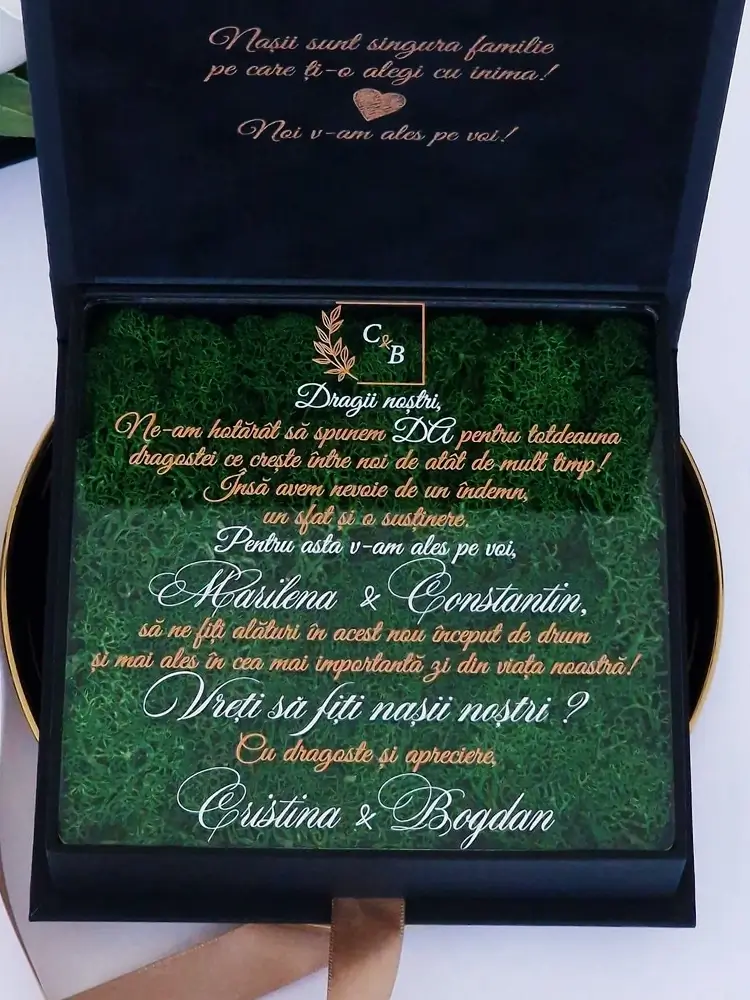 Nașii sunt singura familie
pe care ți-o alegi cu inima!
Noi v-am ales pe voi!
C&B
Dragii noștri,
Ne-am hotărât să spunem DA pentru totdeauna
dragostei ce crește între noi de atât de mult timp!
Însă avem nevoie de un îndemn,
un sfat și o susținere.
Pentru asta v-am ales pe voi,
Marilena & Constantin,
să ne fiți alături în acest nou început de drum
și mai ales în cea mai importantă zi din viața noastră!
Vreți să fiți nașii noștri ?
Cu dragoste și apreciere,
Cristina & Bogdan